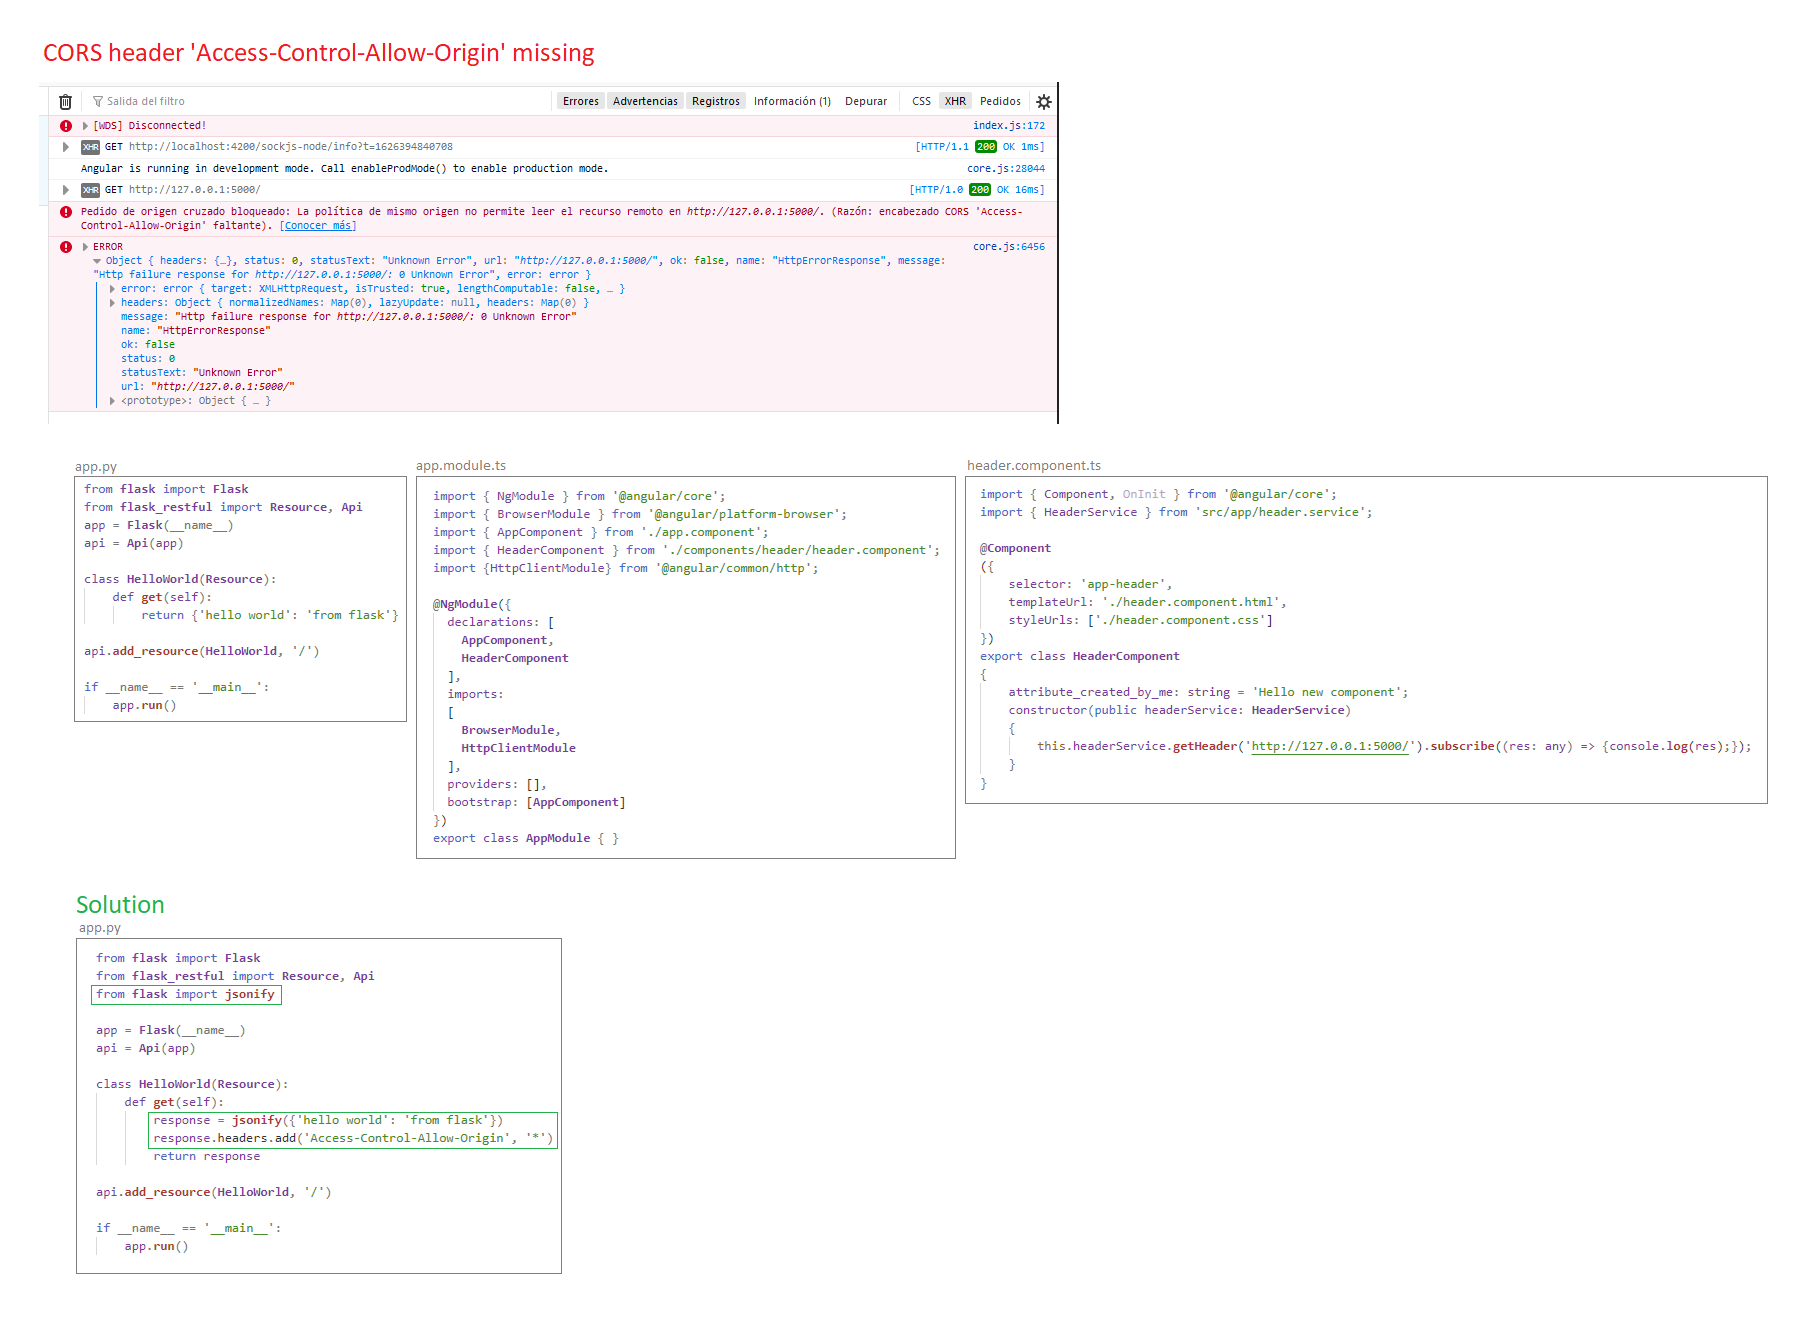 CORS header 'Access-Control-Allow-Origin' missing
Salida del filtro
Errores Advertencias Registros Información (1) Depurar CSS XHR Pedidos
[WDS] Disconnected! index.js:172
XHR GET http://localhost:4200/sockjs-node/info?t=1626394840708 [HTTP/1.1 200 OK 1ms]
Angular is running in development mode. Call enableProdMode() to enable production mode. core.js:28044
XHR GET http://127.0.0.1:5000/ [HTTP/1.0 200 OK 16ms]
Pedido de origen cruzado bloqueado: La política de mismo origen no permite leer el recurso remoto en http://127.0.0.1:5000/. (Razón: encabezado CORS 'Access-
Control-Allow-Origin' faltante). [Conocer más]
ERROR core.js:6456
Object { headers: {…}, status: 0, statusText: "Unknown Error", url: "http://127.0.0.1:5000/", ok: false, name: "HttpErrorResponse", message:
"Http failure response for http://127.0.0.1:5000/: 0 Unknown Error", error: error }
error: error { target: XMLHttpRequest, isTrusted: true, lengthComputable: false, … }
headers: Object { normalizedNames: Map(0), lazyUpdate: null, headers: Map(0) }
message: "Http failure response for http://127.0.0.1:5000/: 0 Unknown Error"
name: "HttpErrorResponse"
ok: false
status: 0
statusText: "Unknown Error"
url: "http://127.0.0.1:5000/"
<prototype>: Object { … }
app.py
from flask import Flask
from flask_restful import Resource, Api
app = Flask(__name__)
api = Api(app)
class HelloWorld(Resource):
def get(self):
return {'hello world': 'from flask'}
api.add_resource(HelloWorld, '/')
if __name__ == '__main__':
app.run()
app.module.ts
import { NgModule } from '@angular/core';
import { BrowserModule } from '@angular/platform-browser';
import { AppComponent } from './app.component';
import { HeaderComponent } from './components/header/header.component';
import {HttpClientModule} from '@angular/common/http';
@NgModule({
declarations: [
AppComponent,
HeaderComponent
],
imports:
[
BrowserModule,
HttpClientModule
],
providers: [],
bootstrap: [AppComponent]
})
export class AppModule { }
header.component.ts
import { Component, OnInit } from '@angular/core';
import { HeaderService } from 'src/app/header.service';
@Component
({
selector: 'app-header',
templateUrl: './header.component.html',
styleUrls: ['./header.component.css']
})
export class HeaderComponent
{
attribute_created_by_me: string = 'Hello new component';
constructor(public headerService: HeaderService)
{
this.headerService.getHeader('http://127.0.0.1:5000/').subscribe((res: any) => {console.log(res);});
}
}
Solution
app.py
from flask import Flask
from flask_restful import Resource, Api
from flask import jsonify
app = Flask(__name__)
api = Api(app)
class HelloWorld(Resource):
def get(self):
response = jsonify({'hello world': 'from flask'})
response.headers.add('Access-Control-Allow-Origin', '*')
return response
api.add_resource(HelloWorld, '/')
if __name__ == '__main__':
app.run()